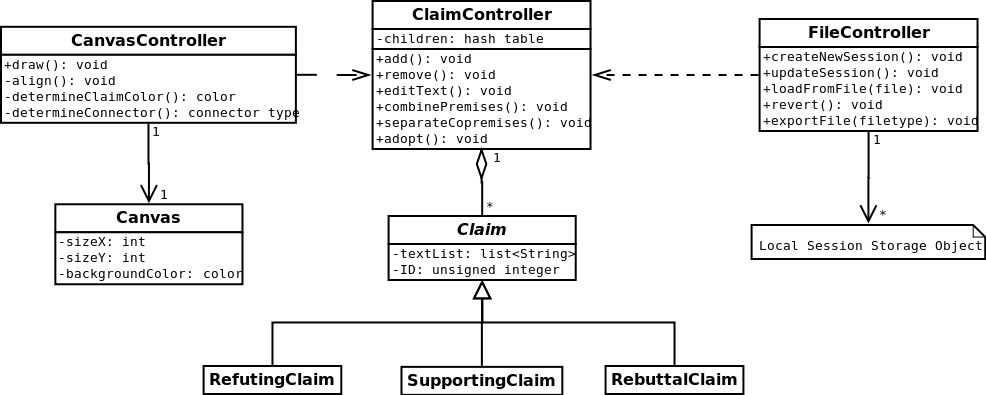 CanvasController
+draw(): void
-align(): void
-determineClaimColor(): color
-determineConnector(): connector type
ClaimController
-children: hash table
+add(): void
+remove(): void
+editText(): void
+combinePremises(): void
+separateCopremises(): void
+adopt(): void
FileController
+createNewSession(): void
+updateSession(): void
+loadFromFile(file): void
+revert(): void
+exportFile(filetype): void
1
1
1
*
1
*
Canvas
-sizeX: int
-sizeY: int
-backgroundColor: color
Claim
-textList: list<String>
-ID: unsigned integer
Local Session Storage Object
RefutingClaim
SupportingClaim
RebuttalClaim